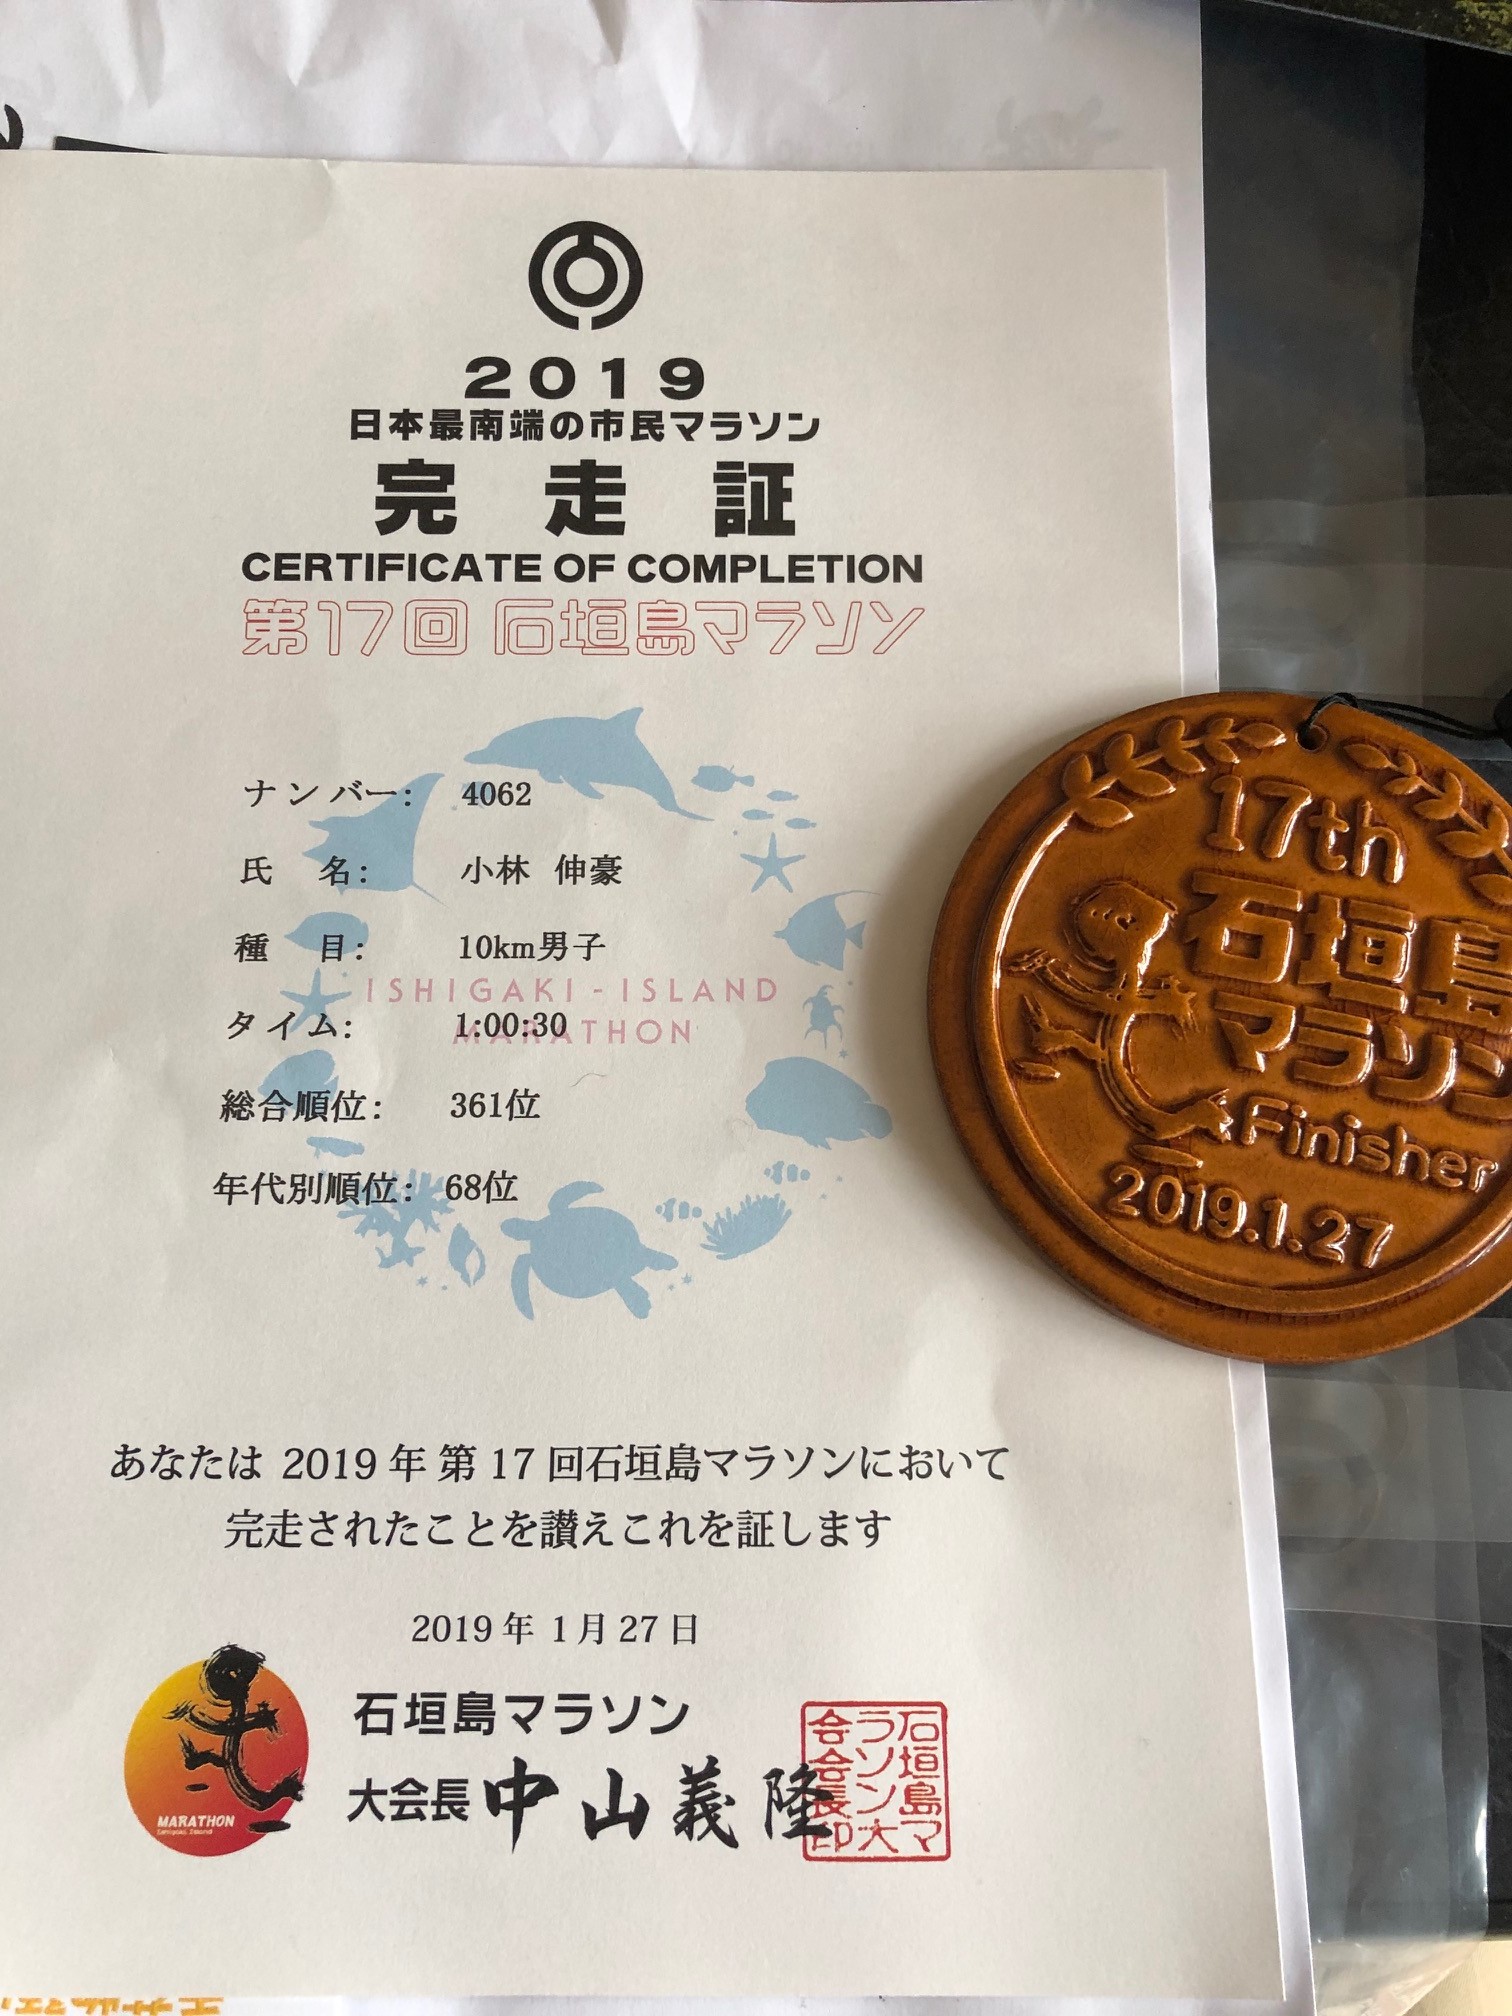 2019
日本最南端の市民マラソン
完走証
CERTIFICATE OF COMPLETION
第17回 石垣島マラソン
ナンバー: 4062
氏 名: 小林 伸豪
種 目: 10km男子
ISHIGAKI-ISLAND
タイム: 1:00:30
MARATHON
総合順位: 361位
年代別順位: 68位
あなたは 2019 年 第 17 回石垣島マラソンにおいて
完走されたことを讃えこれを証します
2019 年 1 月 27 日
石垣島マラソン
大会長 中山義隆
石垣島マ
ラソン大
会会長印
MARATHON
Ishigaki Island
17th
石垣島
マラソン
Finisher
2019.1.27